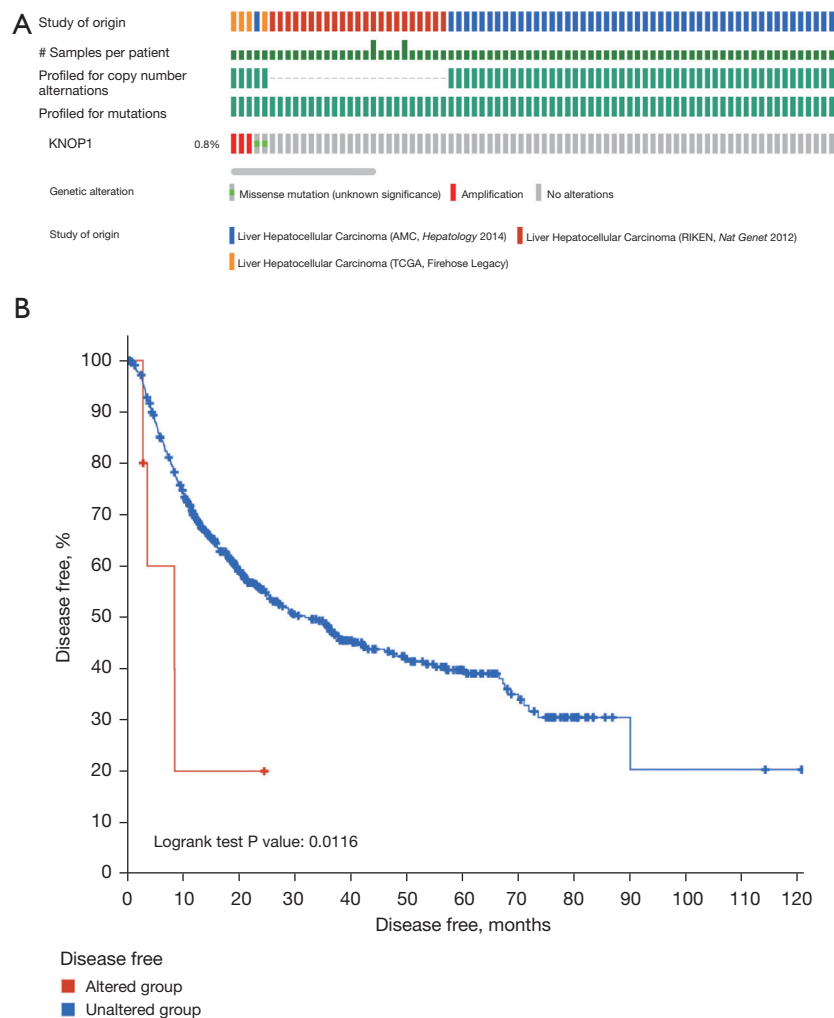 A
Study of origin
# Samples per patient
Profiled for copy number
alternations
Profiled for mutations
KNOP1 0.8%
Genetic alteration Missense mutation (unknown significance) Amplification No alterations
Study of origin Liver Hepatocellular Carcinoma (AMC, Hepatology 2014) Liver Hepatocellular Carcinoma (RIKEN, Nat Genet 2012)
Liver Hepatocellular Carcinoma (TCGA, Firehose Legacy)
B
Disease free, %
100
90
80
70
60
50
40
30
20
10
0
Logrank test P value: 0.0116
0 10 20 30 40 50 60 70 80 90 100 110 120
Disease free, months
Disease free
Altered group
Unaltered group